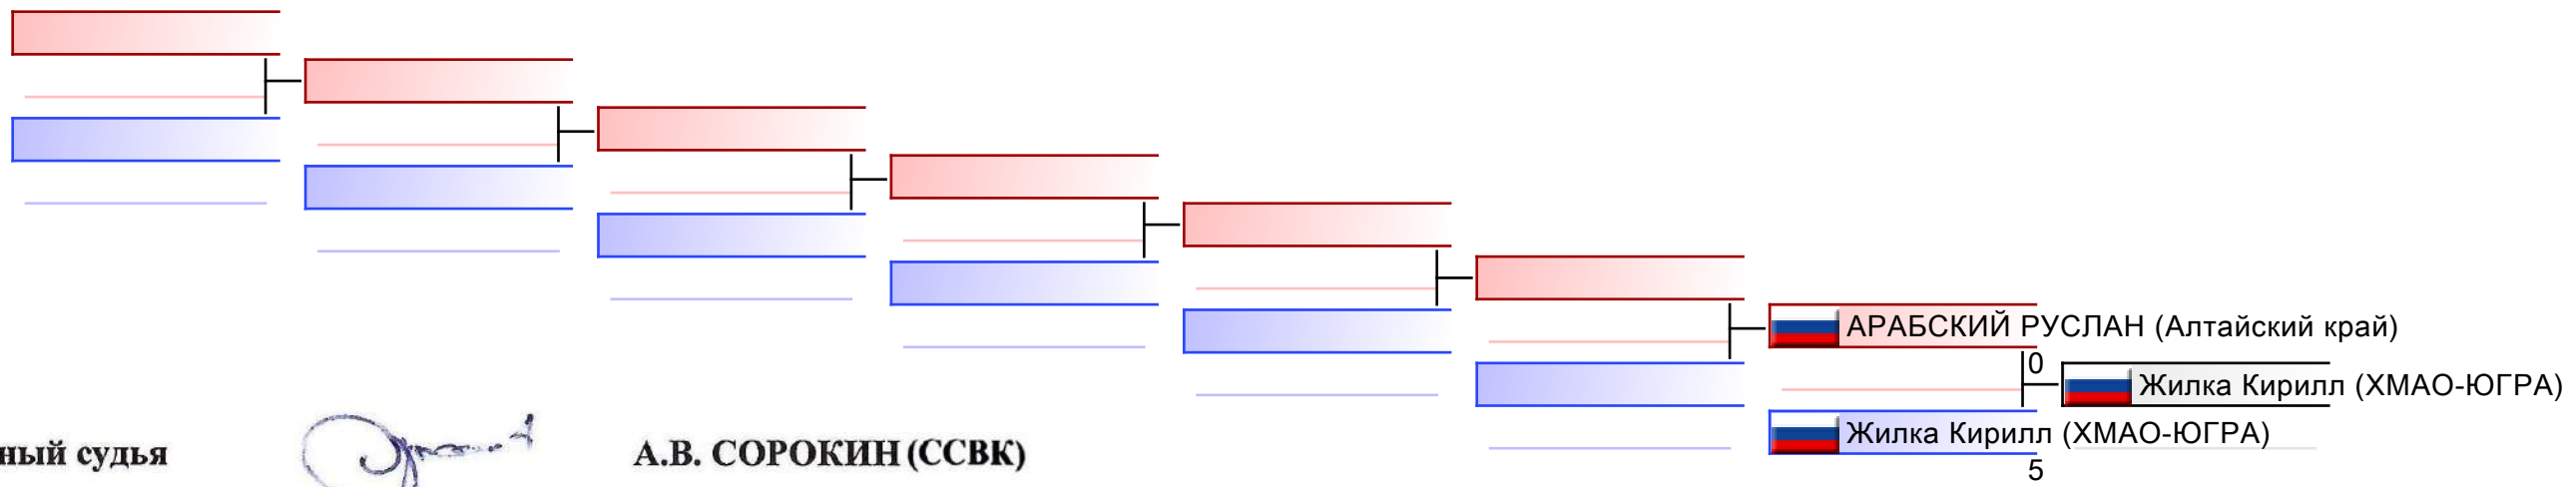 АРАБСКИЙ РУСЛАН (Алтайский край)
0
Жилка Кирилл (ХМАО-ЮГРА)
Жилка Кирилл (ХМАО-ЮГРА)
5
ный судья А.В. СОРОКИН (ССВК)